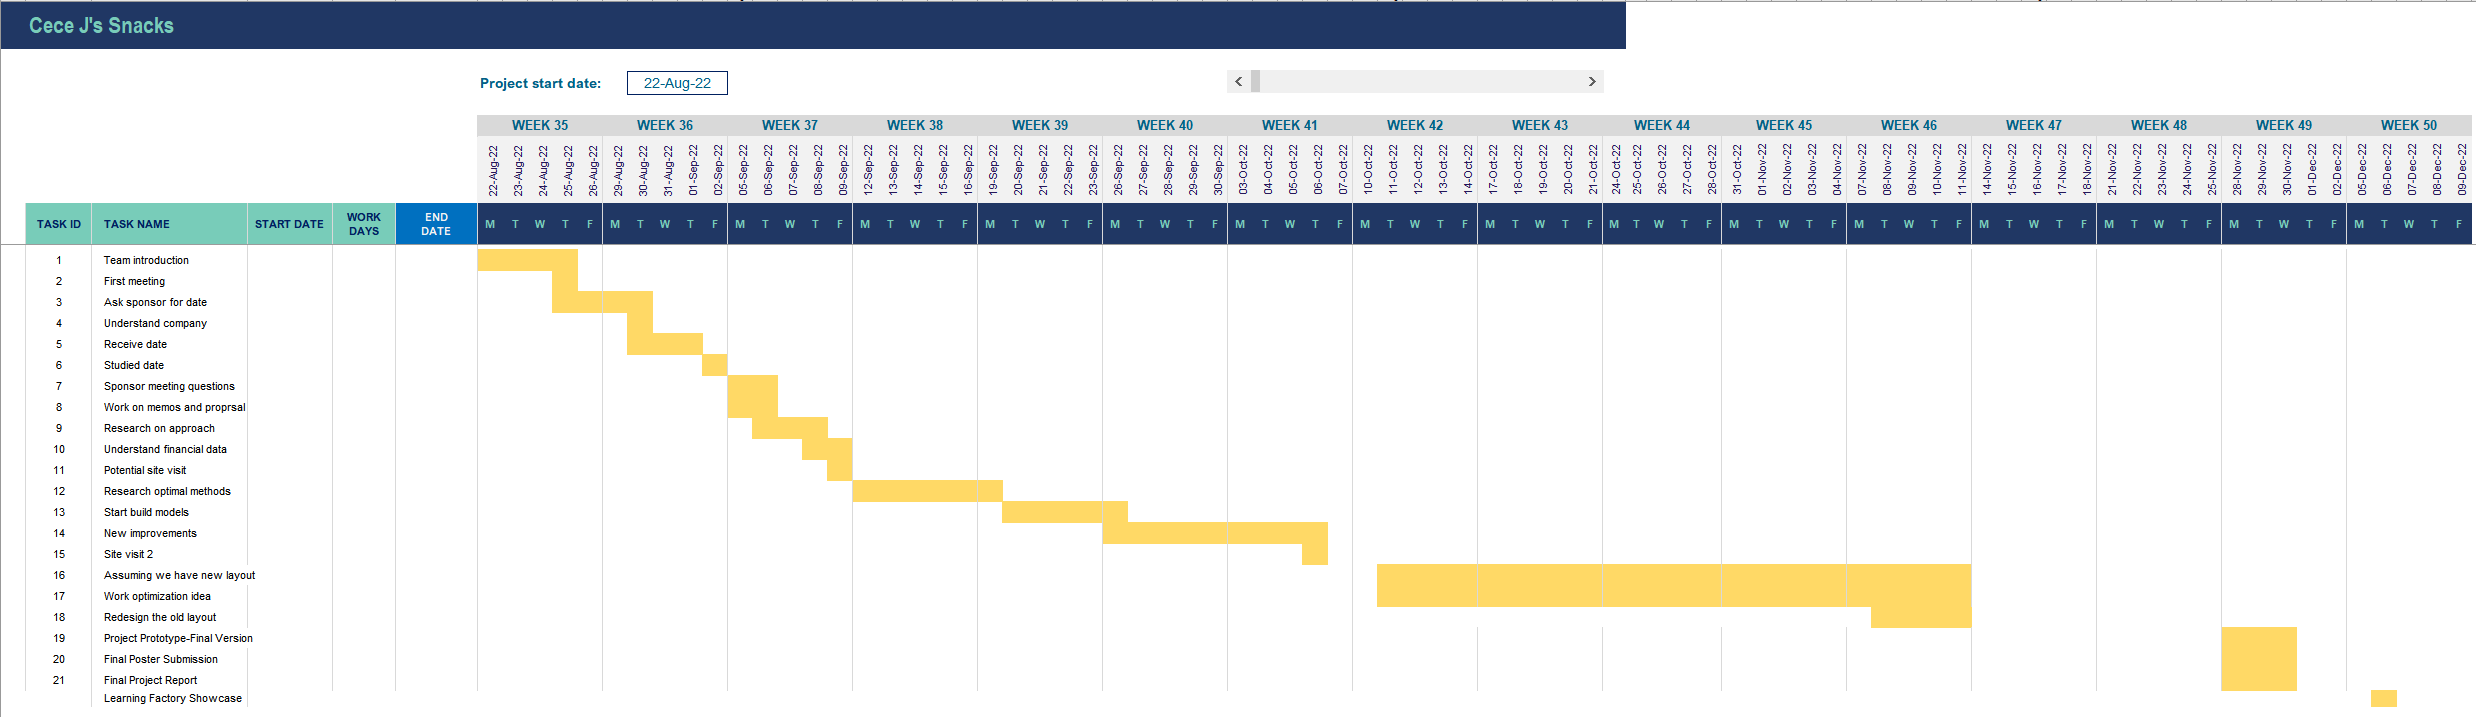 Cece J's Snacks
Project start date: 22-Aug-22
WEEK 35 WEEK 36 WEEK 37 WEEK 38 WEEK 39 WEEK 40 WEEK 41 WEEK 42 WEEK 43 WEEK 44 WEEK 45 WEEK 46 WEEK 47 WEEK 48 WEEK 49 WEEK 50
22-Aug-22 23-Aug-22 24-Aug-22 25-Aug-22 26-Aug-22 29-Aug-22 30-Aug-22 31-Aug-22 01-Sep-22 02-Sep-22 05-Sep-22 06-Sep-22 07-Sep-22 08-Sep-22 09-Sep-22 12-Sep-22 13-Sep-22 14-Sep-22 15-Sep-22 16-Sep-22 19-Sep-22 20-Sep-22 21-Sep-22 22-Sep-22 23-Sep-22 26-Sep-22 27-Sep-22 28-Sep-22 29-Sep-22 30-Sep-22 03-Oct-22 04-Oct-22 05-Oct-22 06-Oct-22 07-Oct-22 10-Oct-22 11-Oct-22 12-Oct-22 13-Oct-22 14-Oct-22 17-Oct-22 18-Oct-22 19-Oct-22 20-Oct-22 21-Oct-22 24-Oct-22 25-Oct-22 26-Oct-22 27-Oct-22 28-Oct-22 31-Oct-22 01-Nov-22 02-Nov-22 03-Nov-22 04-Nov-22 07-Nov-22 08-Nov-22 09-Nov-22 10-Nov-22 11-Nov-22 14-Nov-22 15-Nov-22 16-Nov-22 17-Nov-22 18-Nov-22 21-Nov-22 22-Nov-22 23-Nov-22 24-Nov-22 25-Nov-22 28-Nov-22 29-Nov-22 30-Nov-22 01-Dec-22 02-Dec-22 05-Dec-22 06-Dec-22 07-Dec-22 08-Dec-22 09-Dec-22
TASK ID TASK NAME START DATE WORK DAYS END DATE M T W T F M T W T F M T W T F M T W T F M T W T F M T W T F M T W T F M T W T F M T W T F M T W T F M T W T F M T W T F M T W T F M T W T F M T W T F M T W T F
1 Team introduction
2 First meeting
3 Ask sponsor for date
4 Understand company
5 Receive date
6 Studied date
7 Sponsor meeting questions
8 Work on memos and proprsal
9 Research on approach
10 Understand financial data
11 Potential site visit
12 Research optimal methods
13 Start build models
14 New improvements
15 Site visit 2
16 Assuming we have new layout
17 Work optimization idea
18 Redesign the old layout
19 Project Prototype-Final Version
20 Final Poster Submission
21 Final Project Report
Learning Factory Showcase